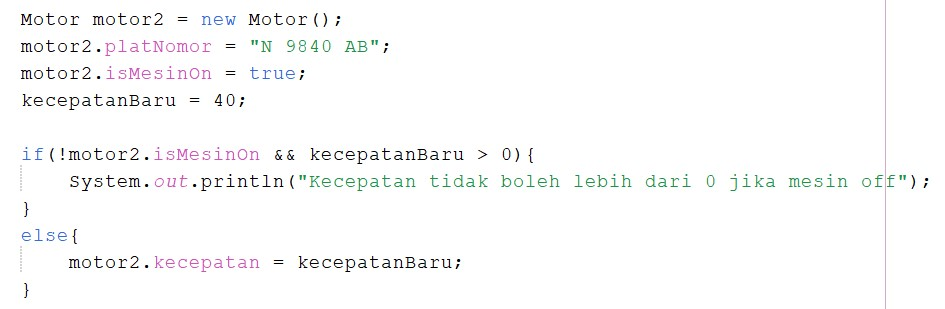 Motor motor2 = new Motor();
motor2.platNomor = "N 9840 AB";
motor2.isMesinOn = true;
kecepatanBaru = 40;
if(!motor2.isMesinOn && kecepatanBaru > 0){
System.out.println("Kecepatan tidak boleh lebih dari 0 jika mesin off");
}
else{
motor2.kecepatan = kecepatanBaru;
}